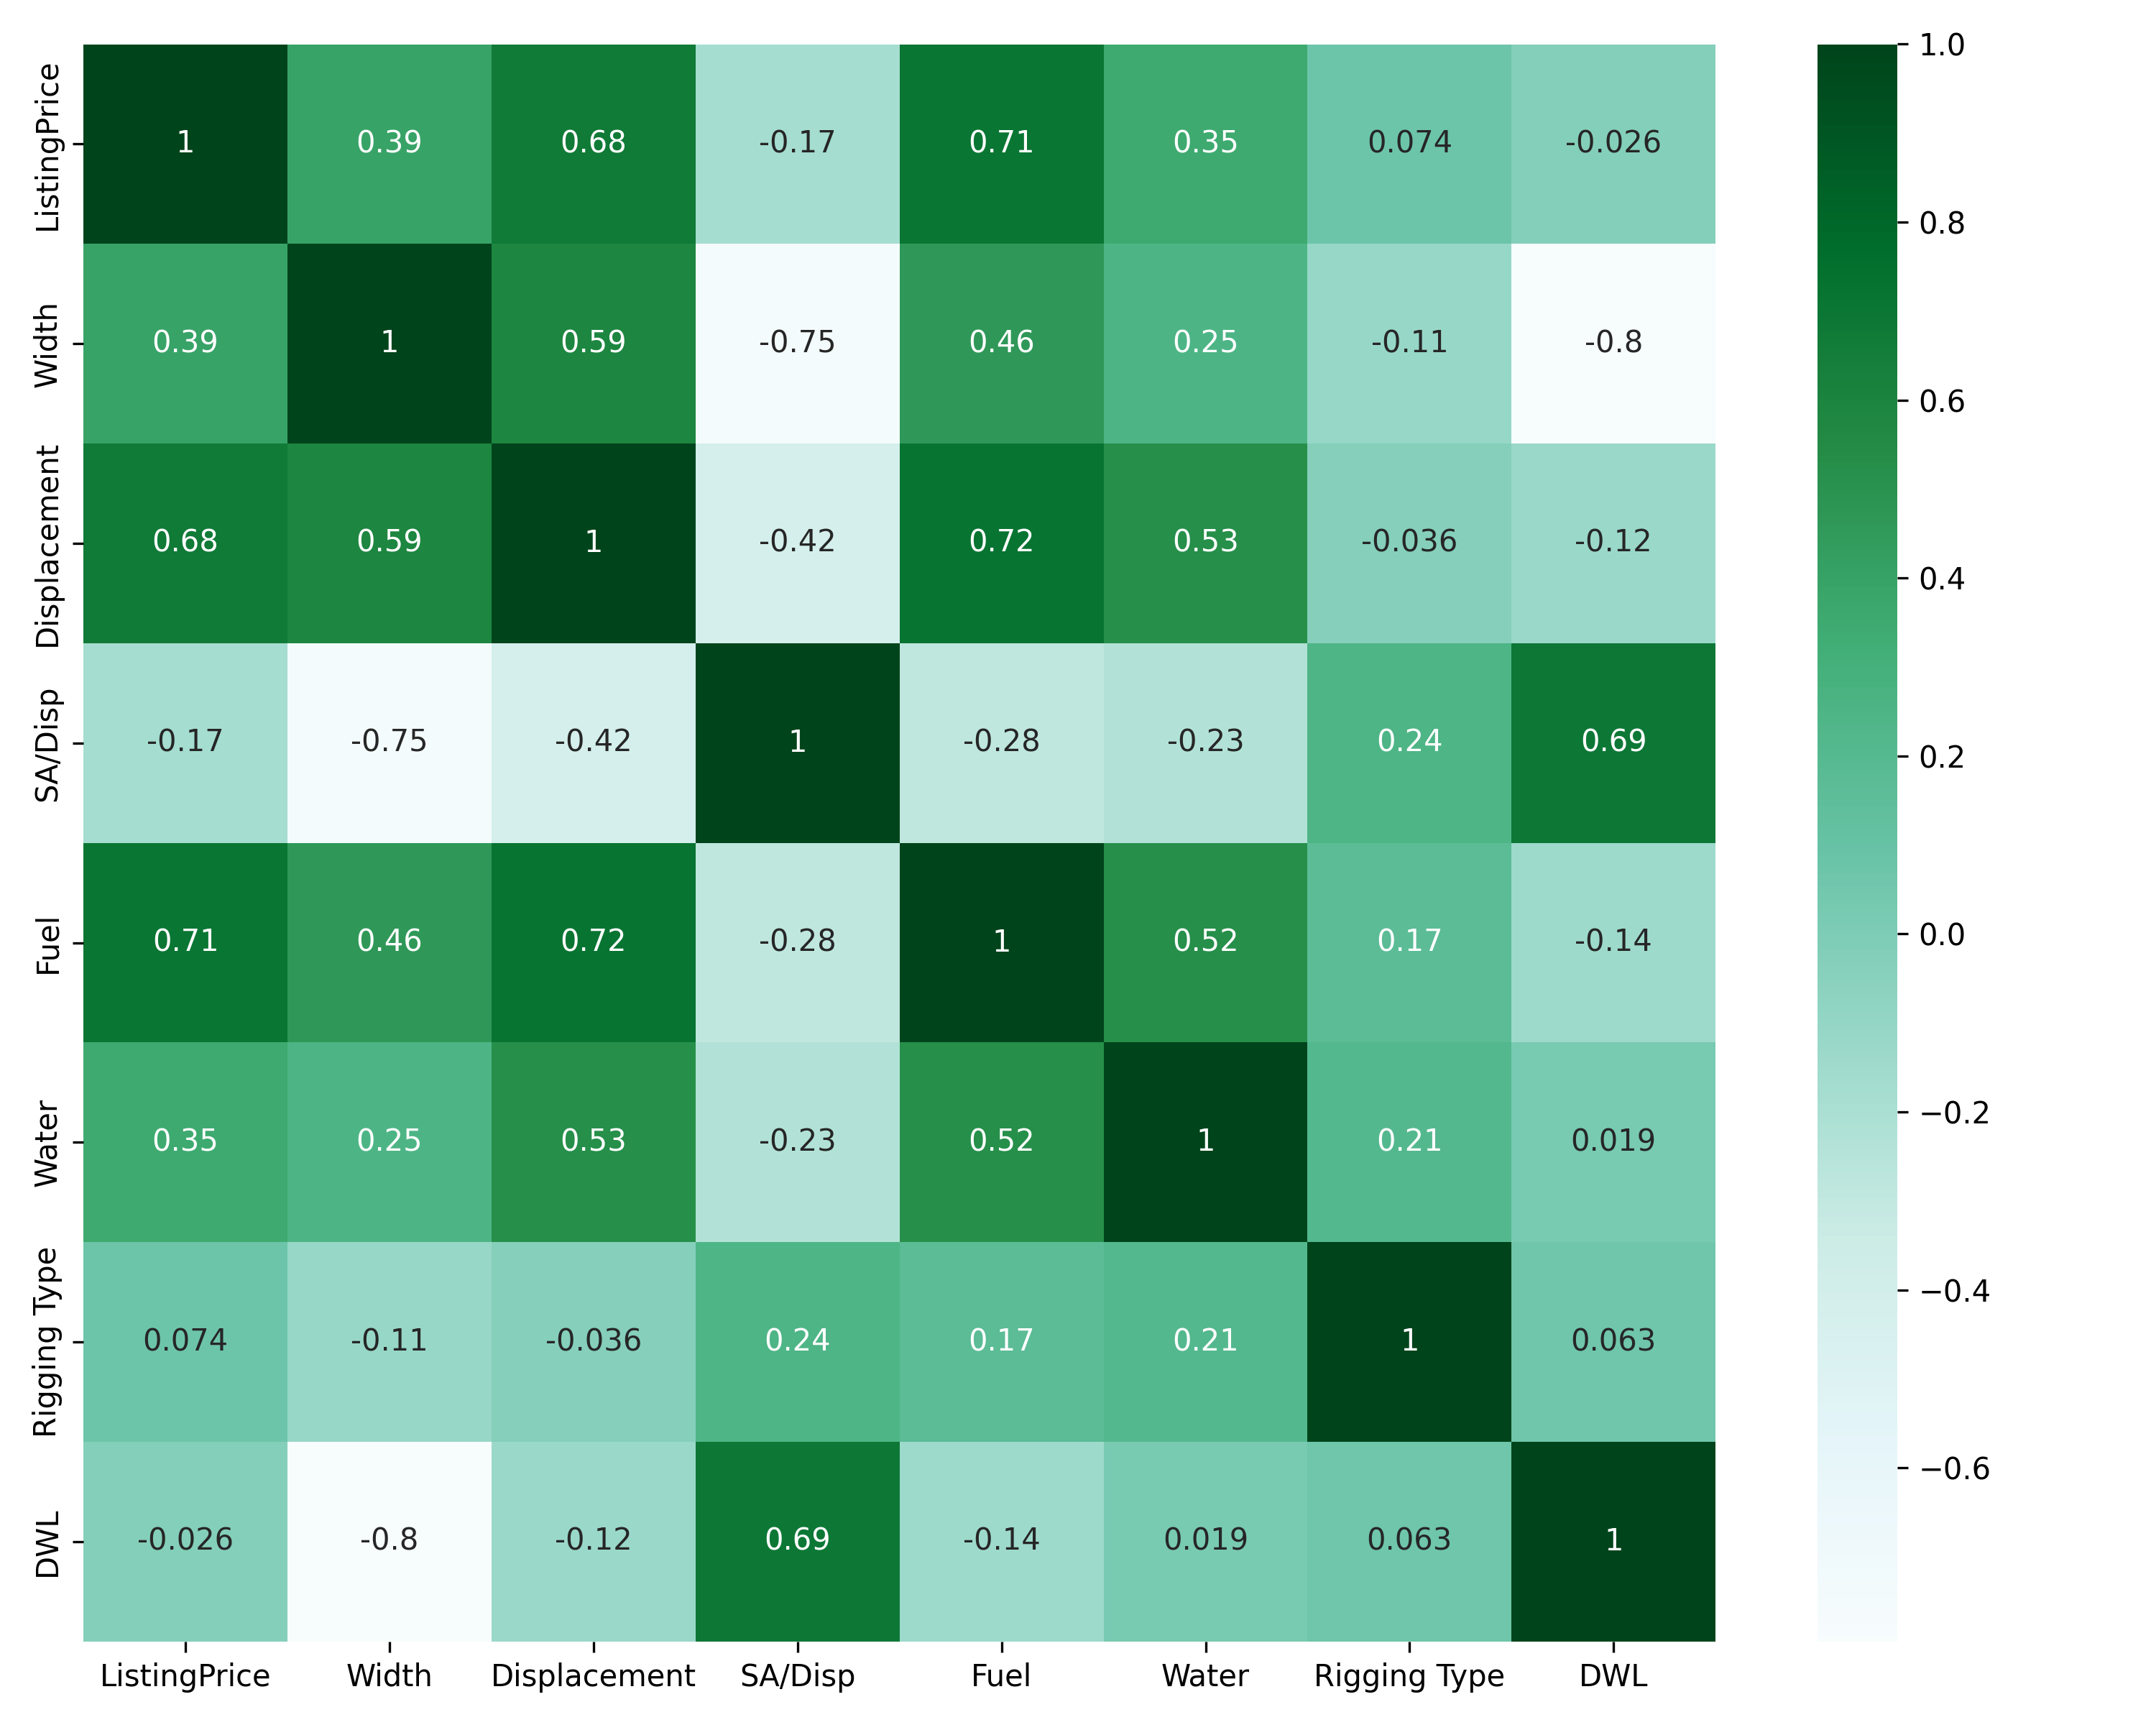 1.0
ListingPrice 1 0.39 0.68 -0.17 0.71 0.35 0.074 -0.026
0.8
Width 0.39 1 0.59 -0.75 0.46 0.25 -0.11 -0.8
0.6
Displacement 0.68 0.59 1 -0.42 0.72 0.53 -0.036 -0.12
0.4
SA/Disp -0.17 -0.75 -0.42 1 -0.28 -0.23 0.24 0.69
0.2
Fuel 0.71 0.46 0.72 -0.28 1 0.52 0.17 -0.14
0.0
Water 0.35 0.25 0.53 -0.23 0.52 1 0.21 0.019
−0.2
Rigging Type 0.074 -0.11 -0.036 0.24 0.17 0.21 1 0.063
−0.4
−0.6
DWL -0.026 -0.8 -0.12 0.69 -0.14 0.019 0.063 1
ListingPrice Width Displacement SA/Disp Fuel Water Rigging Type DWL